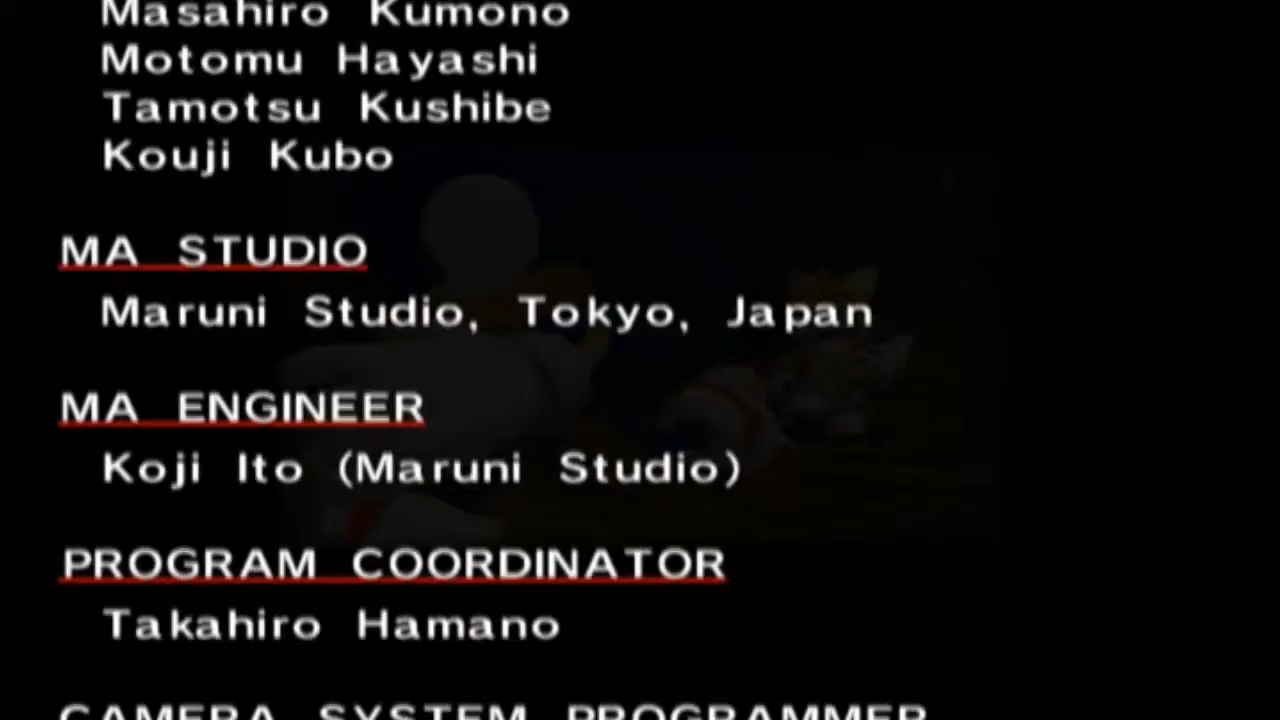 Masahiro Kumono
Motomu Hayashi
Tamotsu Kushibe
Kouji Kubo
MA STUDIO
Maruni Studio, Tokyo, Japan
MA ENGINEER
Koji Ito (Maruni Studio)
PROGRAM COORDINATOR
Takahiro Hamano
CAMERA SYSTEM PROGRAMMER